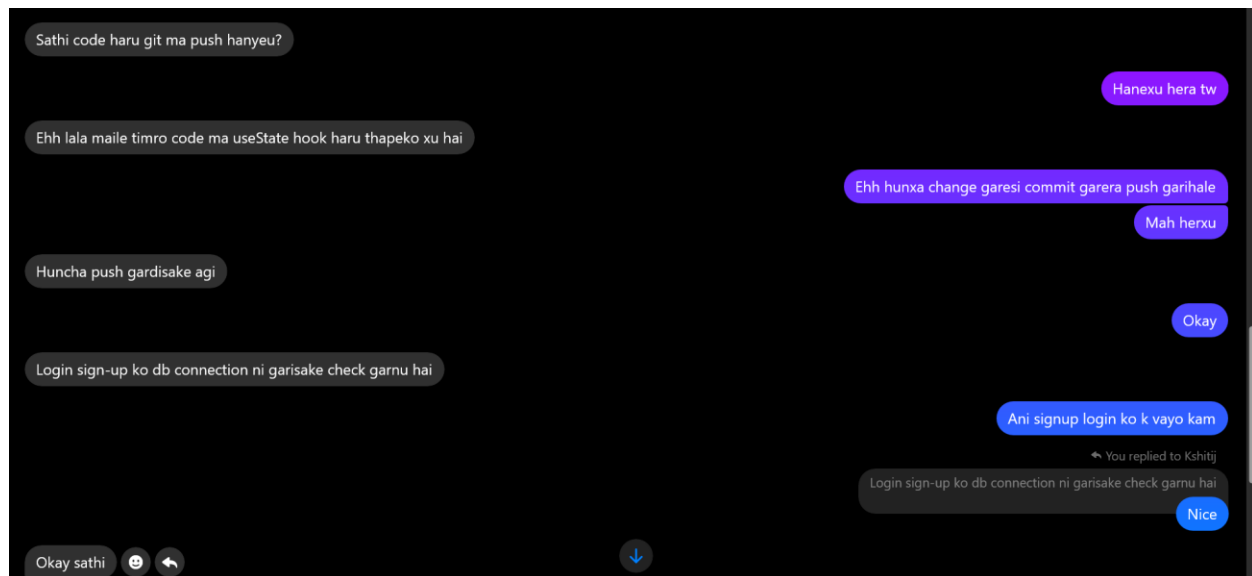 Sathi code haru git ma push hanyeu?
Hanexu hera tw
Ehh lala maile timro code ma useState hook haru thapeko xu hai
Ehh hunxa change garesi commit garera push garihale
Mah herxu
Huncha push gardisake agi
Okay
Login sign-up ko db connection ni garisake check garnu hai
Ani signup login ko k vayo kam
You replied to Kshitij
Login sign-up ko db connection ni garisake check garnu hai
Nice
Okay sathi